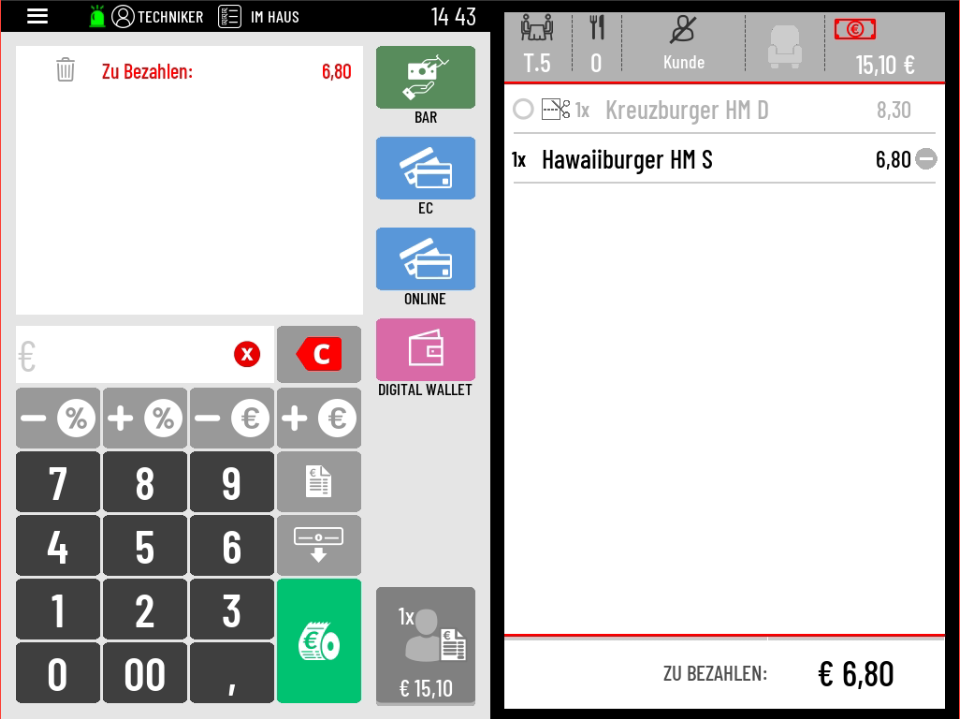 TECHNIKER IM HAUS 14 43
Zu Bezahlen: 6,80
BAR
EC
ONLINE
DIGITAL WALLET
€ X C
- % + % - € + €
7 8 9
4 5 6
1 2 3
0 00 ,
€
1x
€ 15,10
T.5 0 Kunde 15,10 €
1x Kreuzburger HM D 8,30
1x Hawaiiburger HM S 6,80
ZU BEZAHLEN: € 6,80